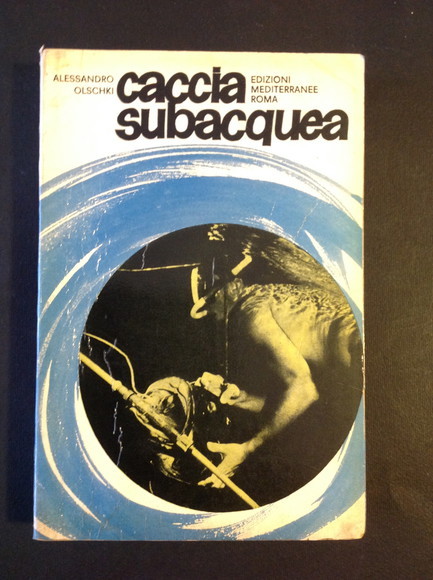 ALESSANDRO
OLSCHKI
caccia
subacquea
EDIZIONI
MEDITERRANEE
ROMA